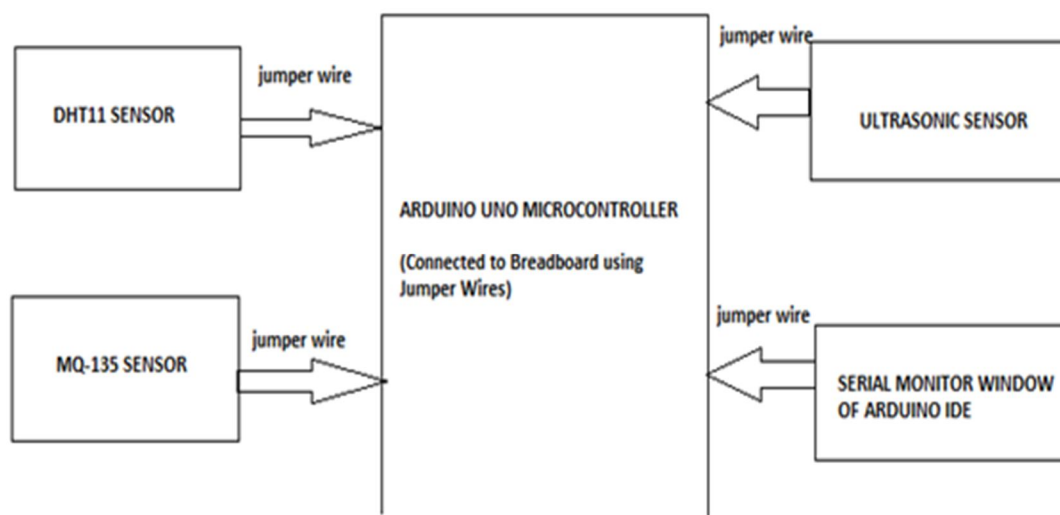 jumper wire
DHT11 SENSOR
jumper wire
MQ-135 SENSOR
ARDUINO UNO MICROCONTROLLER
(Connected to Breadboard using
Jumper Wires)
jumper wire
ULTRASONIC SENSOR
jumper wire
SERIAL MONITOR WINDOW
OF ARDUINO IDE